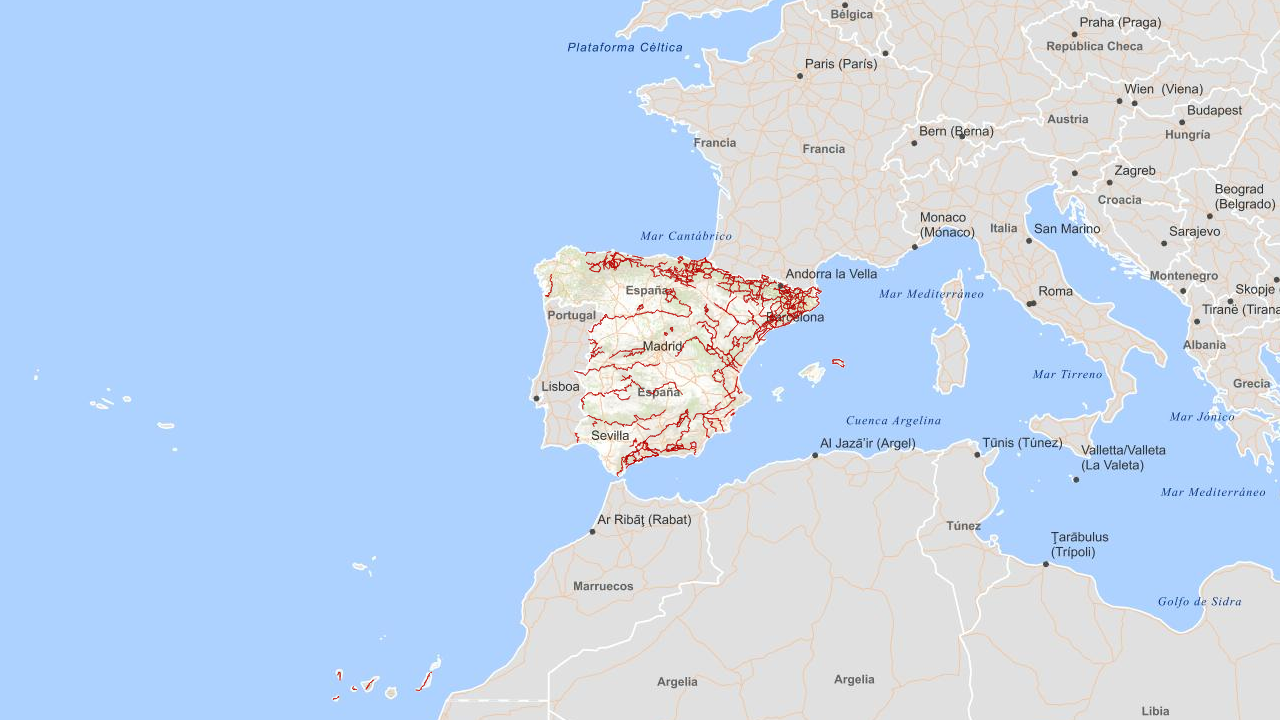 Bélgica
Praha (Praga)
República Checa
Plataforma Céltica
Paris (París)
Wien (Viena)
Budapest
Austria
Hungría
Bern (Berna)
Francia
Francia
Zagreb
Croacia
Beograd
(Belgrado)
Monaco
(Mónaco)
Italia
San Marino
Sarajevo
Mar Cantábrico
Andorra la Vella
Montenegro
Skopje
España
Mar Mediterráneo
Roma
Portugal
Barcelona
Tiranë (Tirana
Albania
Madrid
Mar Tirreno
Grecia
Lisboa
España
Cuenca Argelina
Mar Jónico
Sevilla
Al Jazā'ir (Argel)
Tūnis (Túnez)
Valletta/Valleta
(La Valeta)
Mar Mediterráneo
Ar Ribāţ (Rabat)
Túnez
Ţarābulus
(Trípoli)
Marruecos
Golfo de Sidra
Argelia
Argelia
Libia